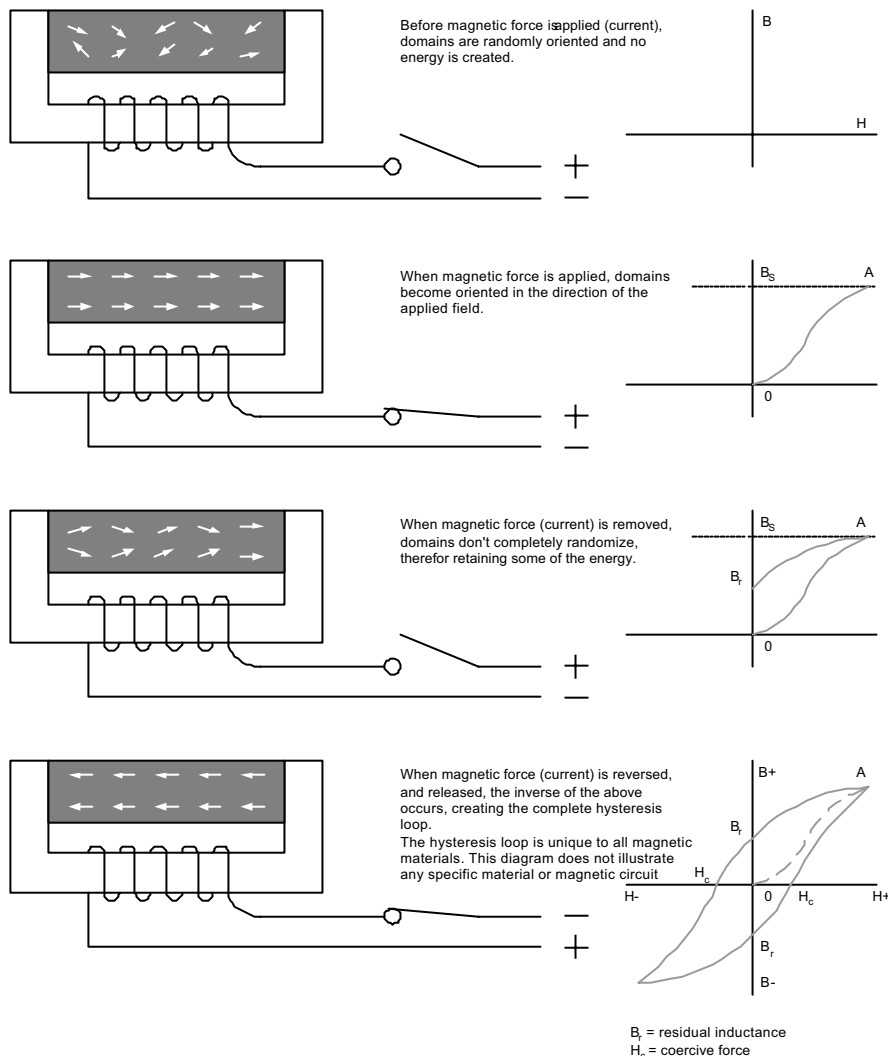 Before magnetic force is applied (current),
domains are randomly oriented and no
energy is created.
B
H
+
−
When magnetic force is applied, domains
become oriented in the direction of the
applied field.
Bs A
0
+
−
When magnetic force (current) is removed,
domains don't completely randomize,
therefor retaining some of the energy.
Bs A
Br
0
+
−
When magnetic force (current) is reversed,
and released, the inverse of the above
occurs, creating the complete hysteresis
loop.
The hysteresis loop is unique to all magnetic
materials. This diagram does not illustrate
any specific material or magnetic circuit
B+ A
Br
Hc
H- 0 Hc H+
Br
B-
−
+
Br = residual inductance
Hc = coercive force